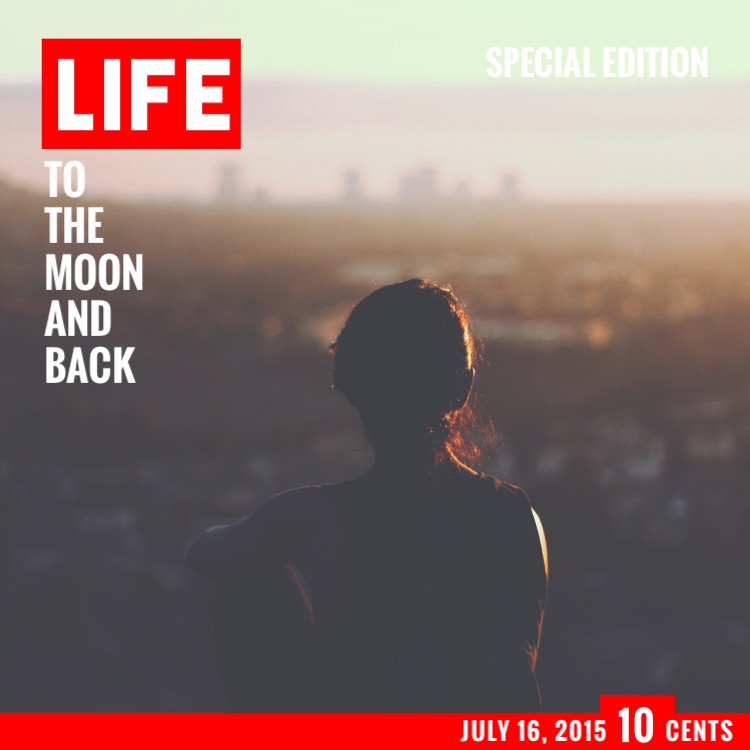 LIFE
SPECIAL EDITION
TO
THE
MOON
AND
BACK
JULY 16, 2015 10 CENTS